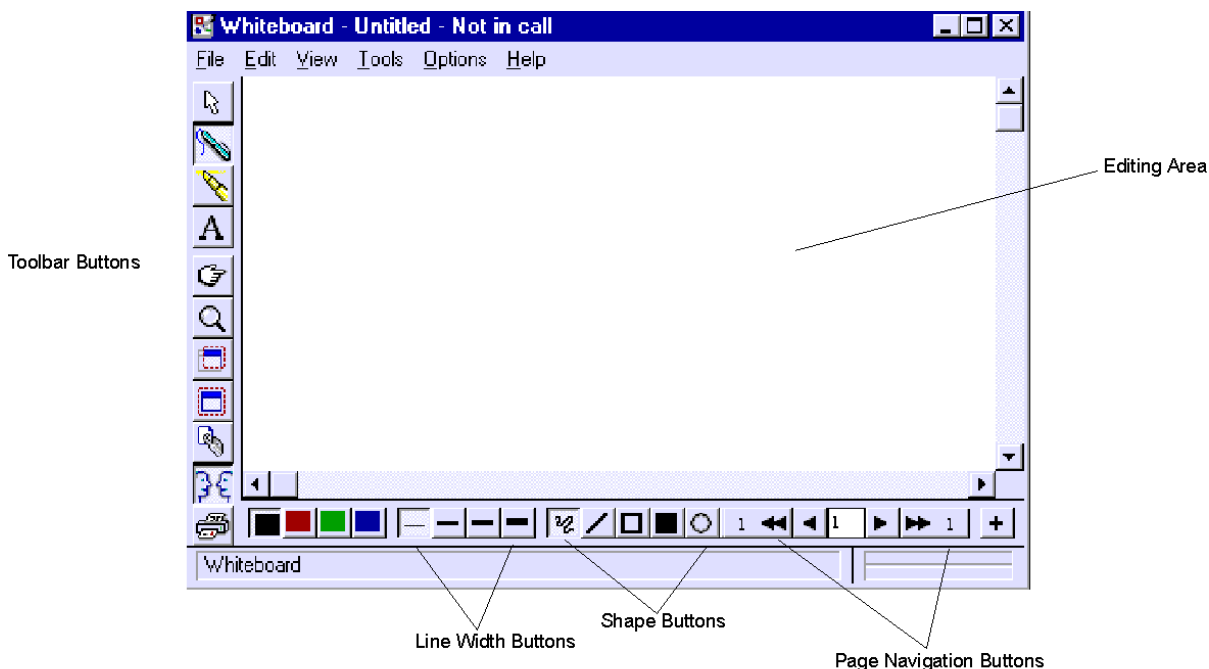 Whiteboard - Untitled - Not in call
File Edit View Tools Options Help
Editing Area
A
Toolbar Buttons
1 1 1 +
Whiteboard
Shape Buttons
Line Width Buttons
Page Navigation Buttons